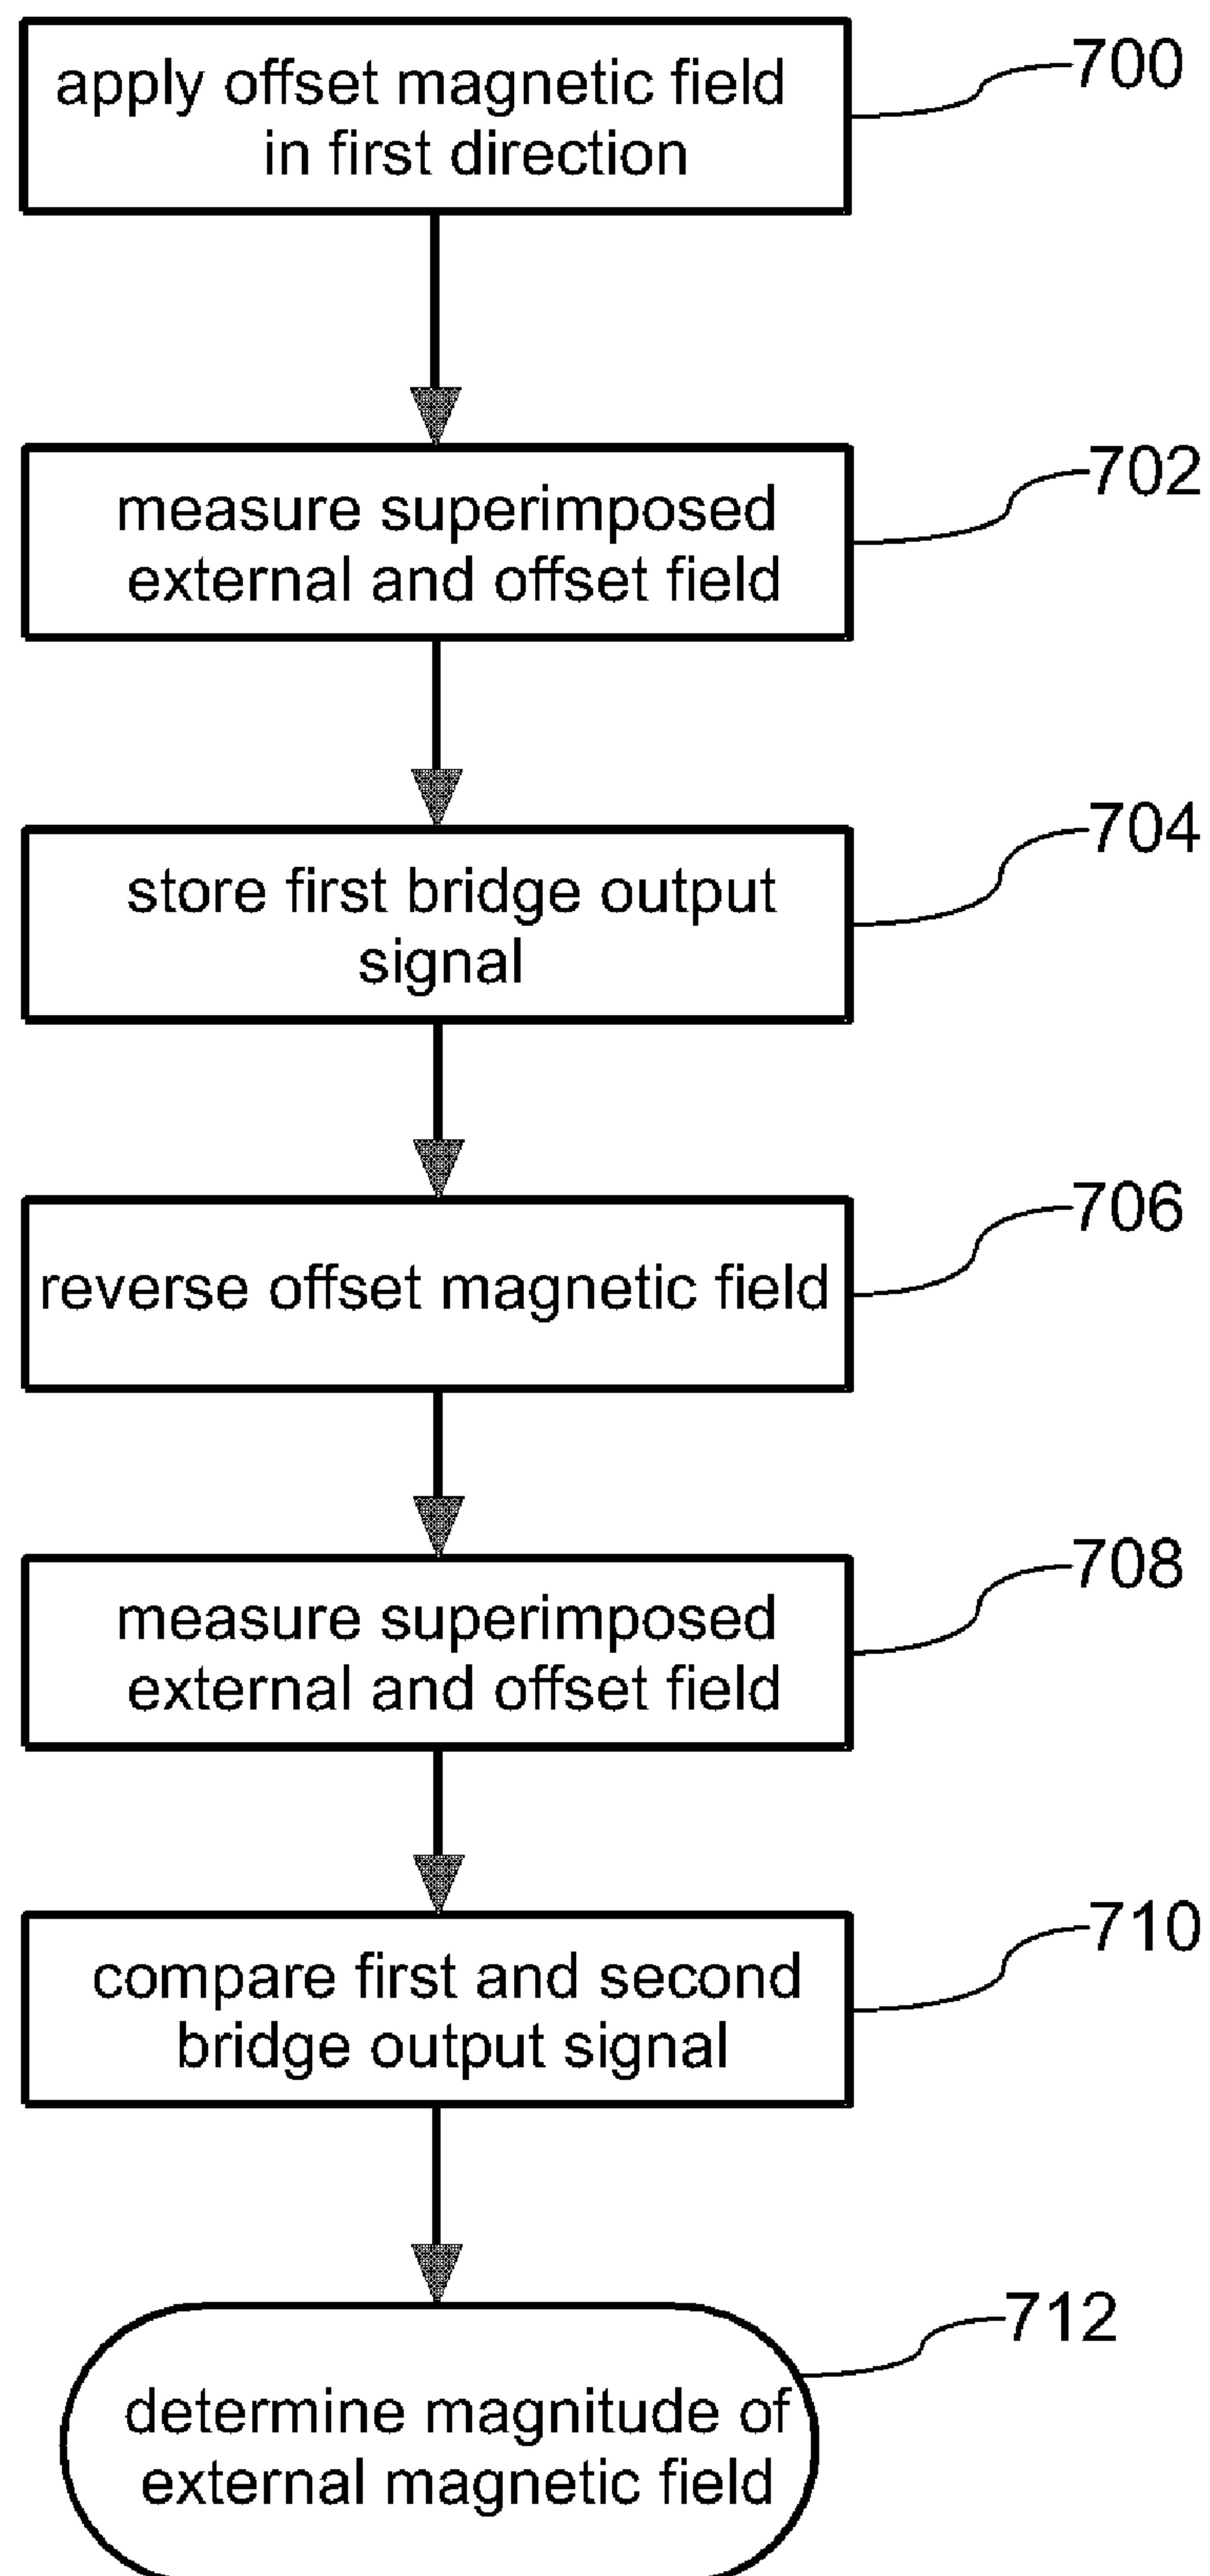 apply offset magnetic field
in first direction
700
measure superimposed
external and offset field
702
store first bridge output
signal
704
reverse offset magnetic field
706
measure superimposed
external and offset field
708
compare first and second
bridge output signal
710
determine magnitude of
external magnetic field
712